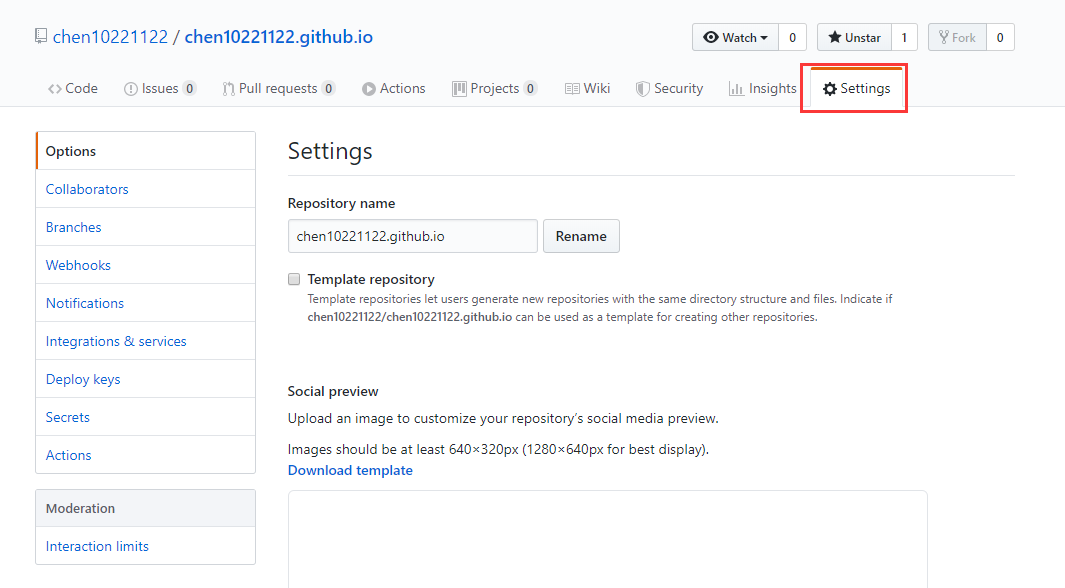 chen10221122 / chen10221122.github.io
Watch 0 Unstar 1 Fork 0
Code Issues 0 Pull requests 0 Actions Projects 0 Wiki Security Insights Settings
Options
Collaborators
Branches
Webhooks
Notifications
Integrations & services
Deploy keys
Secrets
Actions
Moderation
Interaction limits
Settings
Repository name
chen10221122.github.io Rename
Template repository
Template repositories let users generate new repositories with the same directory structure and files. Indicate if
chen10221122/chen10221122.github.io can be used as a template for creating other repositories.
Social preview
Upload an image to customize your repository’s social media preview.
Images should be at least 640×320px (1280×640px for best display).
Download template